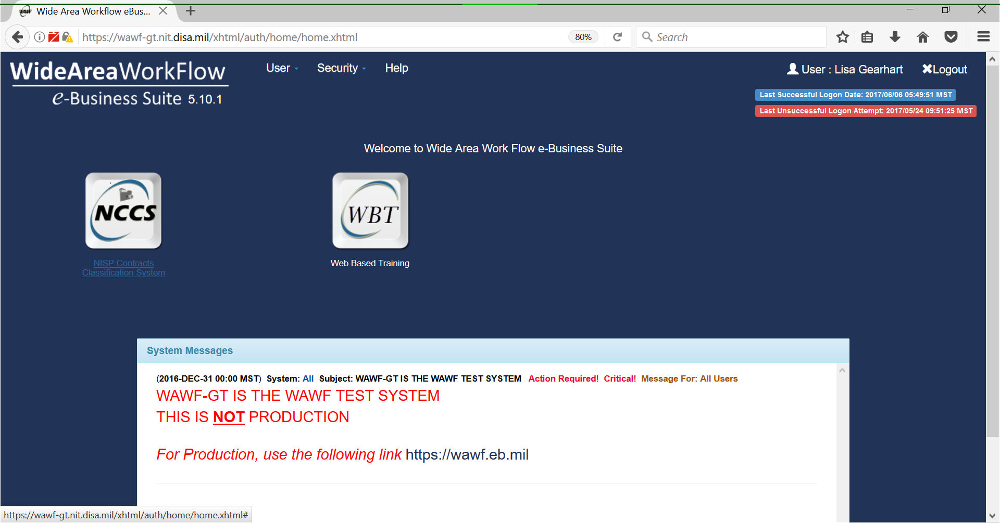 WAWF Wide Area Workflow eBus...
https://wawf-gt.nit.disa.mil/xhtml/auth/home/home.xhtml 80% Search
WideAreaWorkFlow
e-Business Suite 5.10.1
User Security Help
User : Lisa Gearhart Logout
Last Successful Logon Date: 2017/06/06 05:49:51 MST
Last Unsuccessful Logon Attempt: 2017/05/24 09:51:25 MST
Welcome to Wide Area Work Flow e-Business Suite
NCCS
WBT
NISP Contracts
Classification System
Web Based Training
System Messages
(2016-DEC-31 00:00 MST) System: All Subject: WAWF-GT IS THE WAWF TEST SYSTEM Action Required! Critical! Message For: All Users
WAWF-GT IS THE WAWF TEST SYSTEM
THIS IS NOT PRODUCTION
For Production, use the following link https://wawf.eb.mil
https://wawf-gt.nit.disa.mil/xhtml/auth/home/home.xhtml#